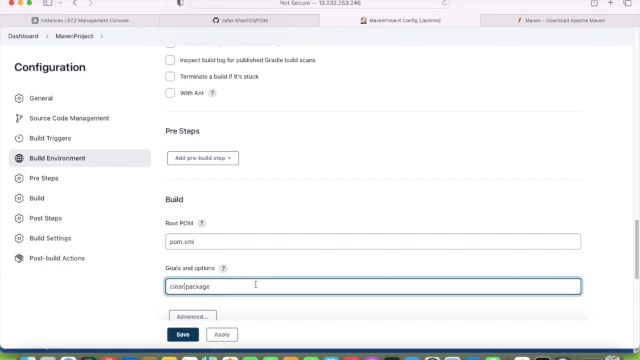 Not Secure — 13.232.253.246
Instances | EC2 Management Console
zafar-khan123/POM
MavenProject Config [Jenkins]
Maven – Download Apache Maven
Dashboard > MavenProject >
Configuration
General
Source Code Management
Build Triggers
Build Environment
Pre Steps
Build
Post Steps
Build Settings
Post-build Actions
Inspect build log for published Gradle build scans
Terminate a build if it's stuck
With Ant ?
Pre Steps
Add pre-build step
Build
Root POM ?
pom.xml
Goals and options ?
clear package
Advanced...
Save
Apply